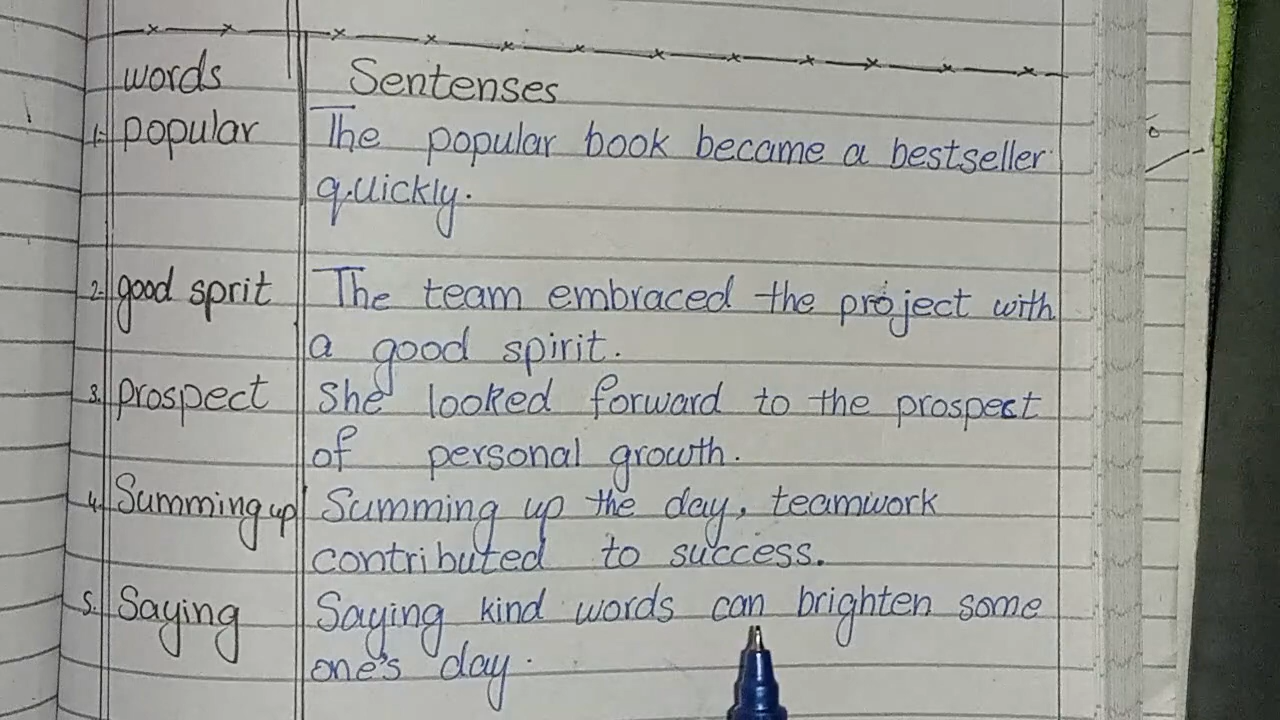 words Sentenses
1. popular The popular book became a bestseller
quickly.
2. good sprit The team embraced the project with
a good spirit.
3. prospect She looked forward to the prospect
of personal growth.
4. Summing up Summing up the day, teamwork
contributed to success.
5. Saying Saying kind words can brighten some
one's day.